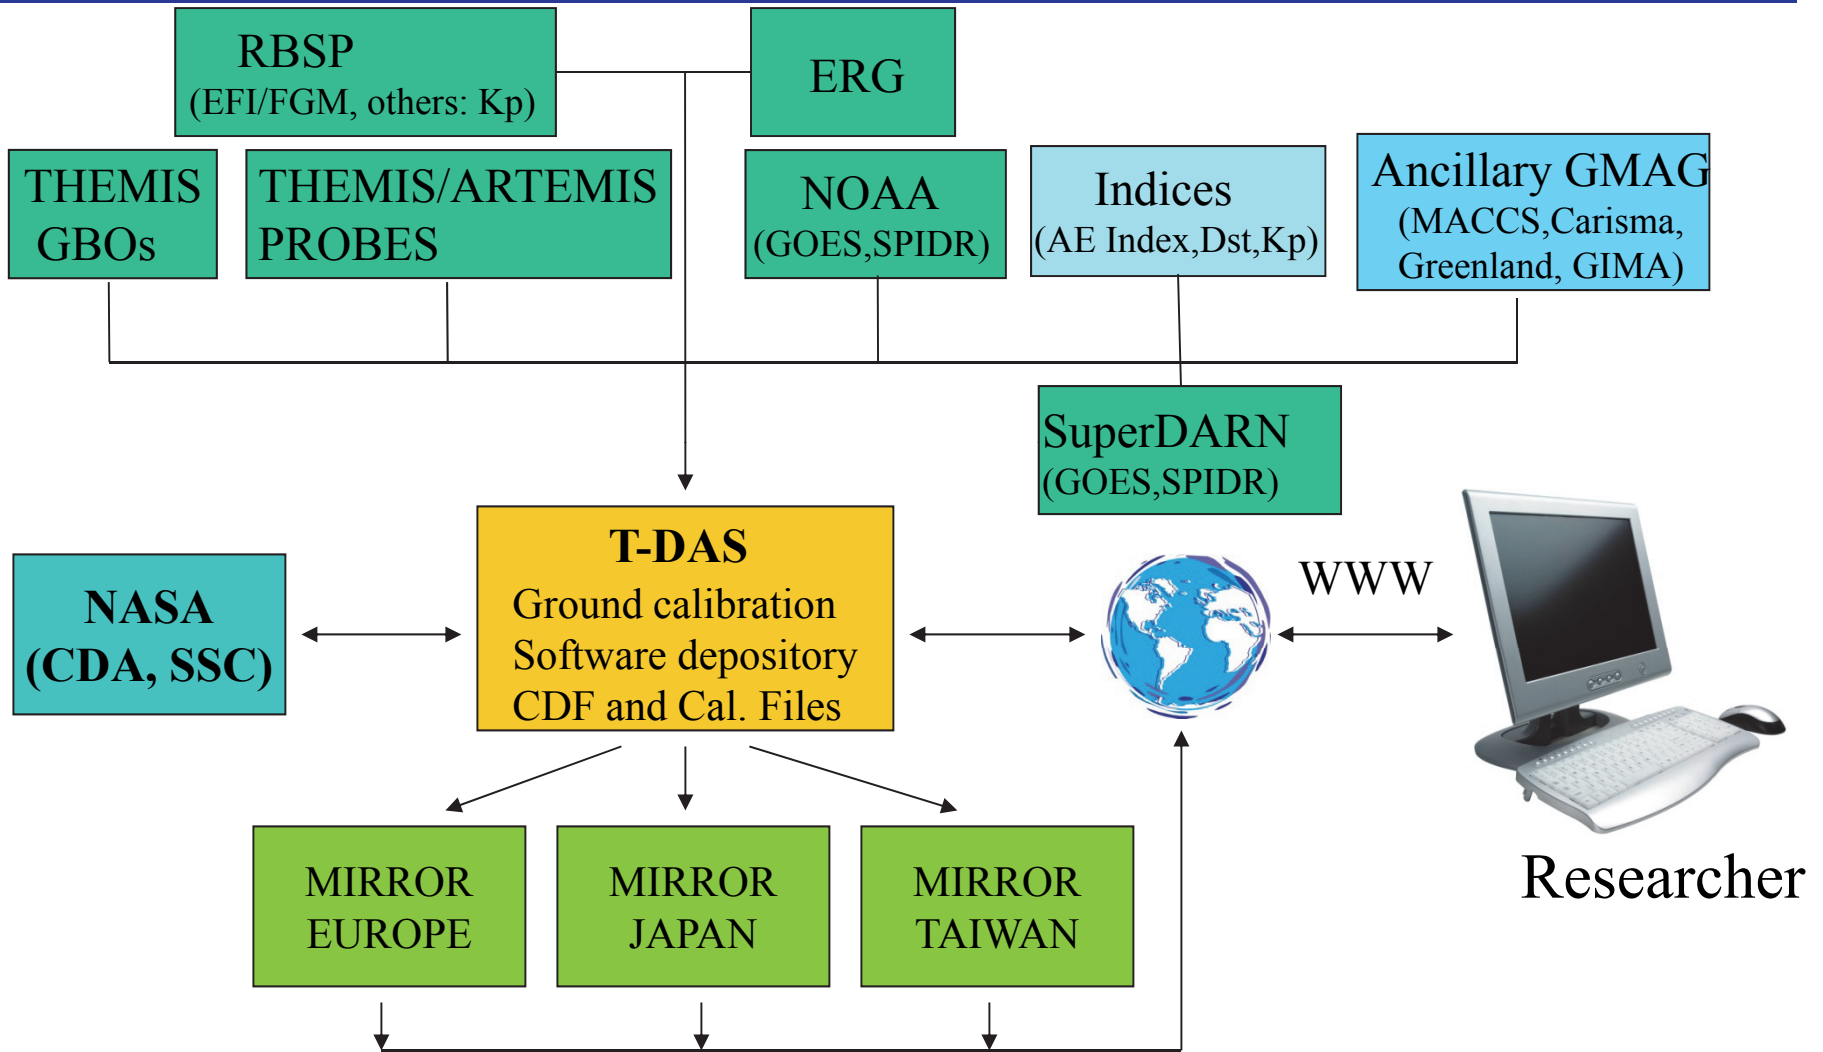 RBSP
(EFI/FGM, others: Kp)
ERG
THEMIS
GBOs
THEMIS/ARTEMIS
PROBES
NOAA
(GOES,SPIDR)
Indices
(AE Index,Dst,Kp)
Ancillary GMAG
(MACCS,Carisma,
Greenland, GIMA)
SuperDARN
(GOES,SPIDR)
NASA
(CDA, SSC)
T-DAS
Ground calibration
Software depository
CDF and Cal. Files
WWW
Researcher
MIRROR
EUROPE
MIRROR
JAPAN
MIRROR
TAIWAN